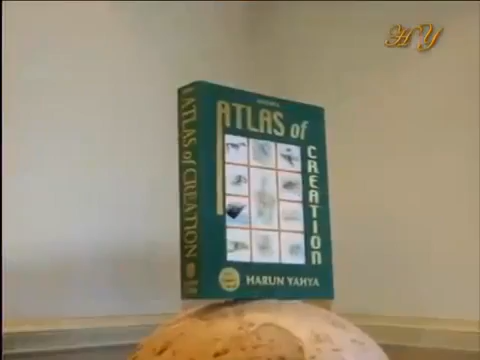 HY
ATLAS of CREATION
ATLAS of
CREATION
HARUN YAHYA